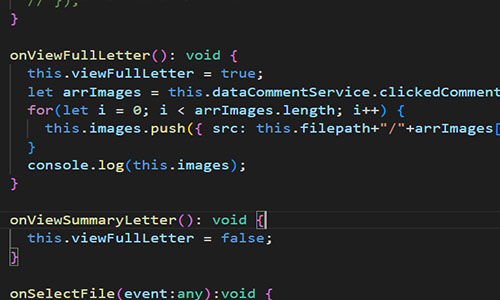 // });
}
onViewFullLetter(): void {
this.viewFullLetter = true;
let arrImages = this.dataCommentService.clickedComment
for(let i = 0; i < arrImages.length; i++) {
this.images.push({ src: this.filepath+"/"+arrImages[
}
console.log(this.images);
}
onViewSummaryLetter(): void {
this.viewFullLetter = false;
}
onSelectFile(event:any):void {